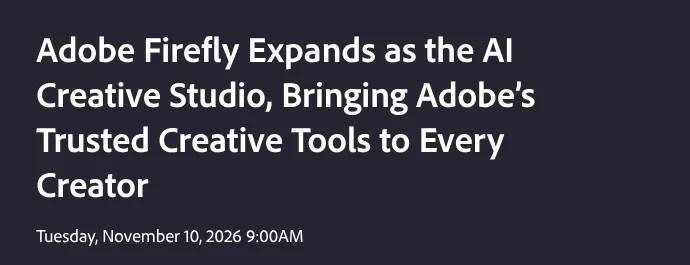 Adobe Firefly Expands as the AI
Creative Studio, Bringing Adobe’s
Trusted Creative Tools to Every
Creator
Tuesday, November 10, 2026 9:00AM